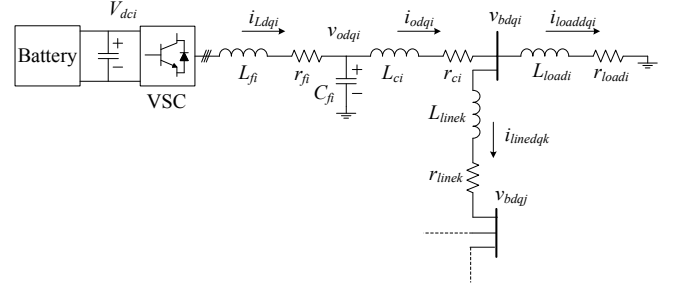 V_dci
i_Ldqi
v_odqi
i_odqi
v_bdqi
i_loaddqi
Battery
+
−
VSC
L_fi
r_fi
C_fi
+
−
L_ci
r_ci
L_loadi
r_loadi
L_linek
i_linedqk
r_linek
v_bdqj